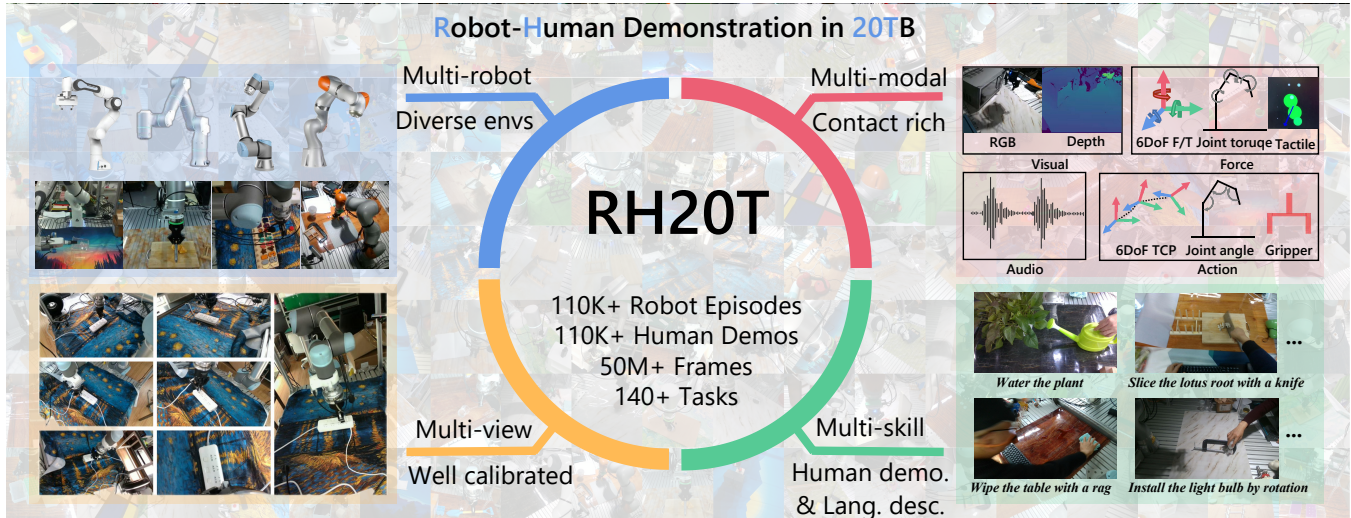 Robot-Human Demonstration in 20TB
Multi-robot
Diverse envs
Multi-modal
Contact rich
RGB
Depth
Visual
6DoF F/T
Joint toruqe
Tactile
Force
Audio
6DoF TCP
Joint angle
Gripper
Action
RH20T
110K+ Robot Episodes
110K+ Human Demos
50M+ Frames
140+ Tasks
Multi-view
Well calibrated
Multi-skill
Human demo.
& Lang. desc.
Water the plant
Slice the lotus root with a knife
...
Wipe the table with a rag
Install the light bulb by rotation
...